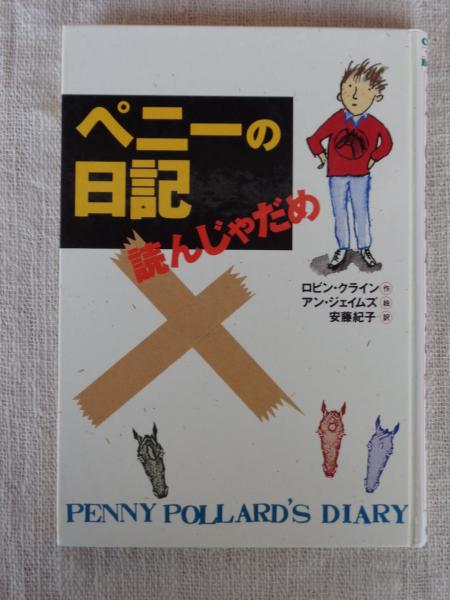 ペニーの
日記
読んじゃだめ
ロビン・クライン 作
アン・ジェイムズ 絵
安藤紀子 訳
PENNY POLLARD'S DIARY